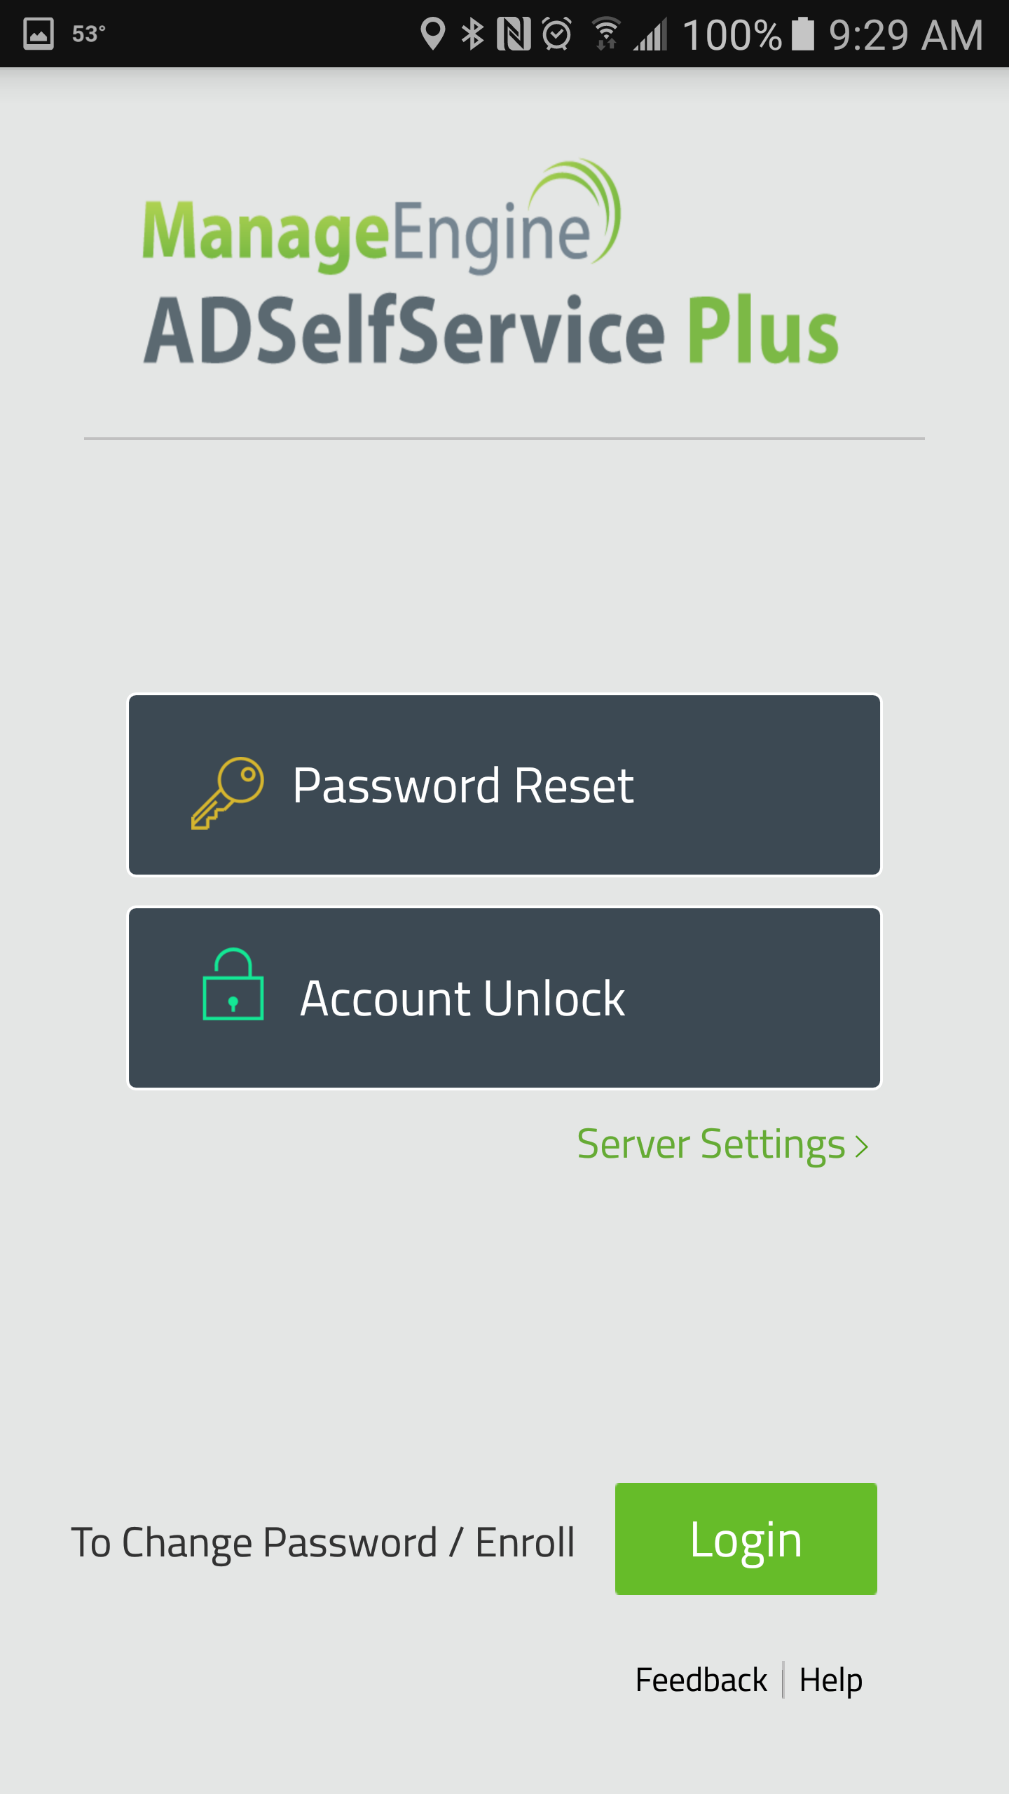 53° 100% 9:29 AM
ManageEngine
ADSelfService Plus
Password Reset
Account Unlock
Server Settings >
To Change Password / Enroll Login
Feedback | Help